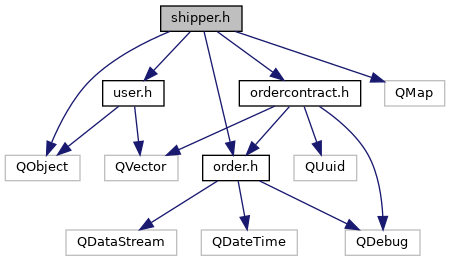 shipper.h
user.h
ordercontract.h
QMap
QObject
QVector
order.h
QUuid
QDataStream
QDateTime
QDebug